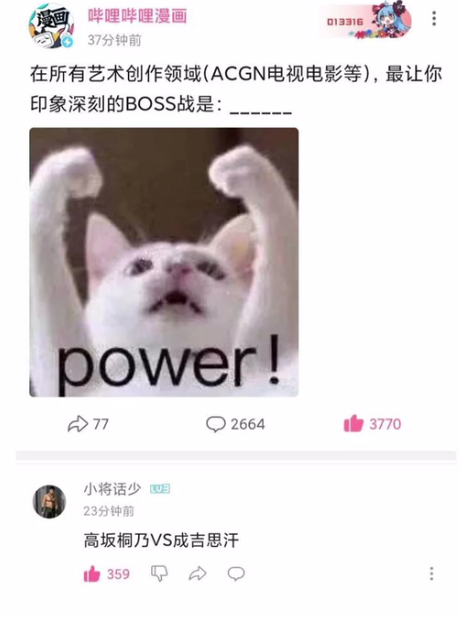 漫画
哔哩哔哩漫画
013316
37分钟前
在所有艺术创作领域(ACGN电视电影等)，最让你
印象深刻的BOSS战是：______
power!
77
2664
3770
小将话少 LV3
23分钟前
高坂桐乃VS成吉思汗
359